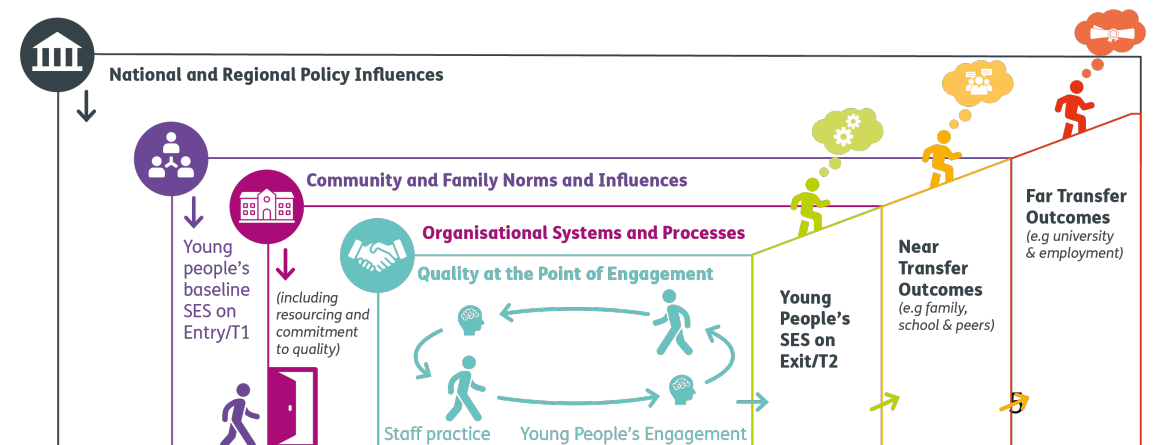 National and Regional Policy Influences
Community and Family Norms and Influences
Young
people's
baseline
SES on
Entry/T1
Organisational Systems and Processes
(including
resourcing and
commitment
to quality)
Quality at the Point of Engagement
Staff practice
Young People's Engagement
Young
People's
SES on
Exit/T2
Near
Transfer
Outcomes
(e.g family,
school & peers)
Far Transfer
Outcomes
(e.g university
& employment)
5